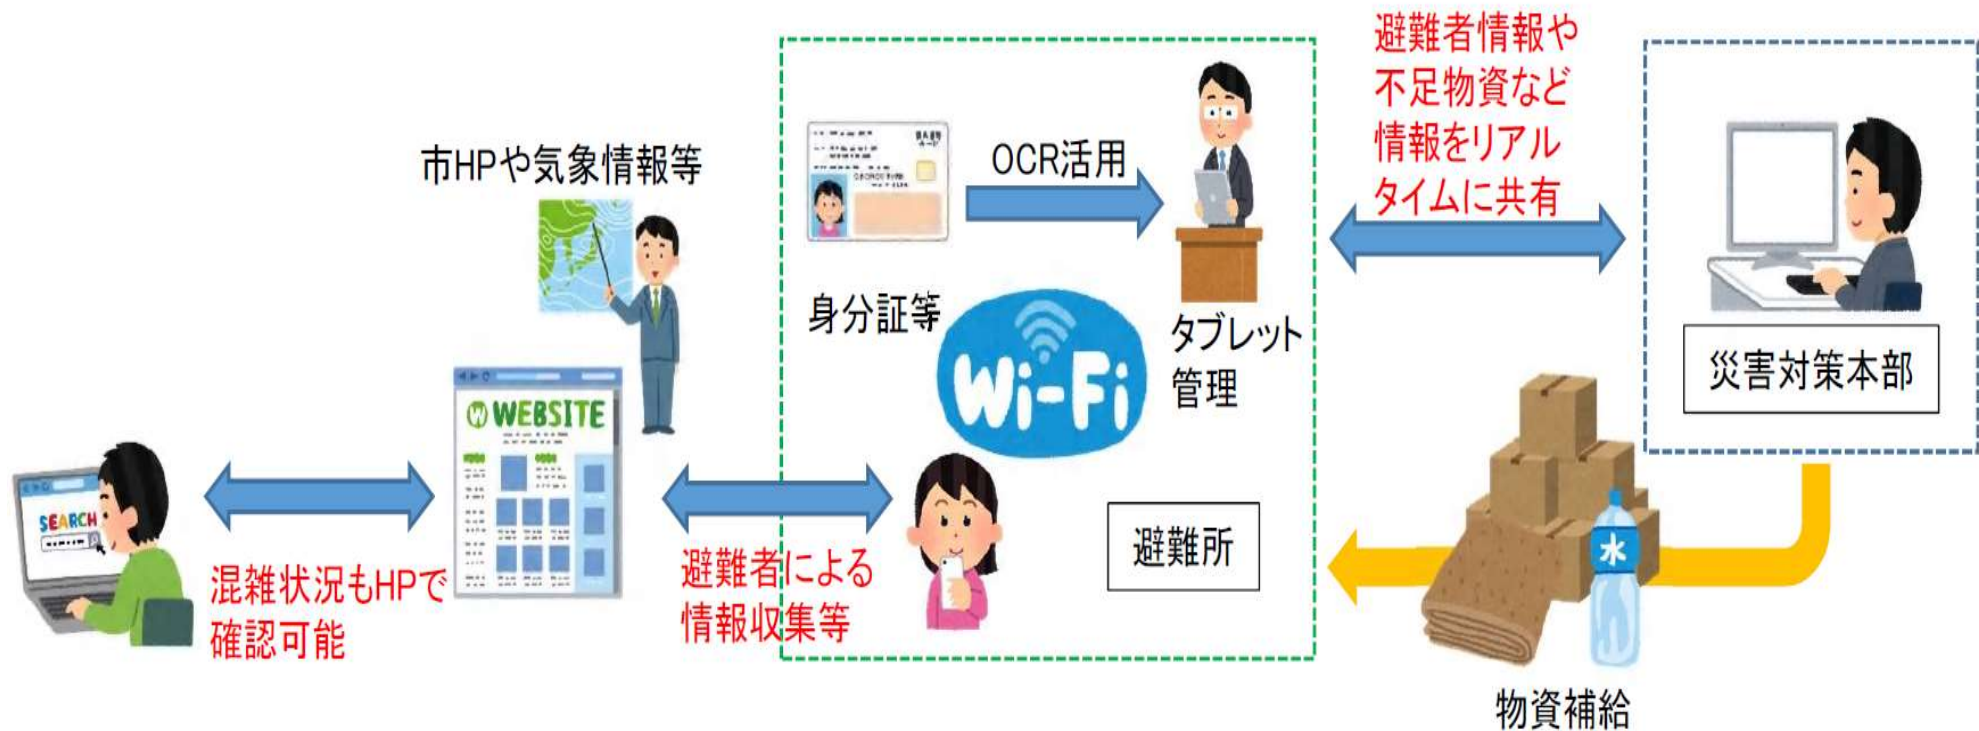 避難者情報や
不足物資など
情報をリアル
タイムに共有
市HPや気象情報等
OCR活用
身分証等
Wi-Fi
タブレット
管理
災害対策本部
WEBSITE
SEARCH
混雑状況もHPで
確認可能
避難者による
情報収集等
避難所
水
物資補給